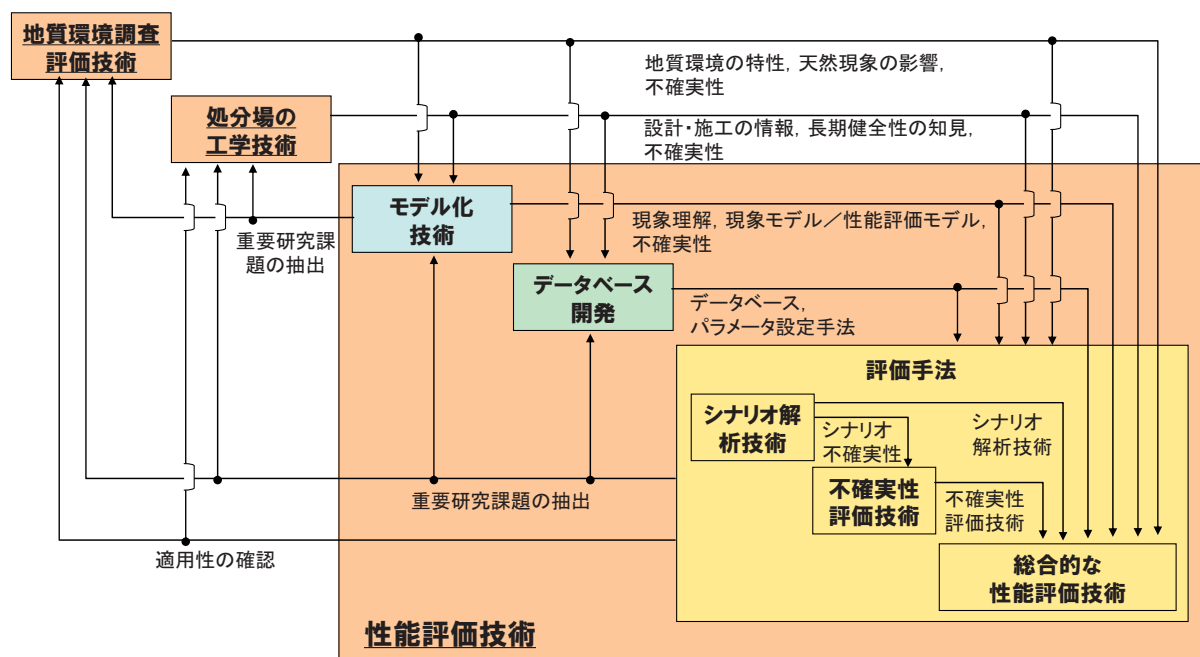 地質環境調査
評価技術
地質環境の特性, 天然現象の影響,
不確実性
処分場の
工学技術
設計・施工の情報, 長期健全性の知見,
不確実性
モデル化
技術
現象理解, 現象モデル／性能評価モデル,
不確実性
重要研究課
題の抽出
データベース
開発
データベース,
パラメータ設定手法
評価手法
シナリオ解
析技術
シナリオ
不確実性
シナリオ
解析技術
不確実性
評価技術
不確実性
評価技術
重要研究課題の抽出
適用性の確認
総合的な
性能評価技術
性能評価技術